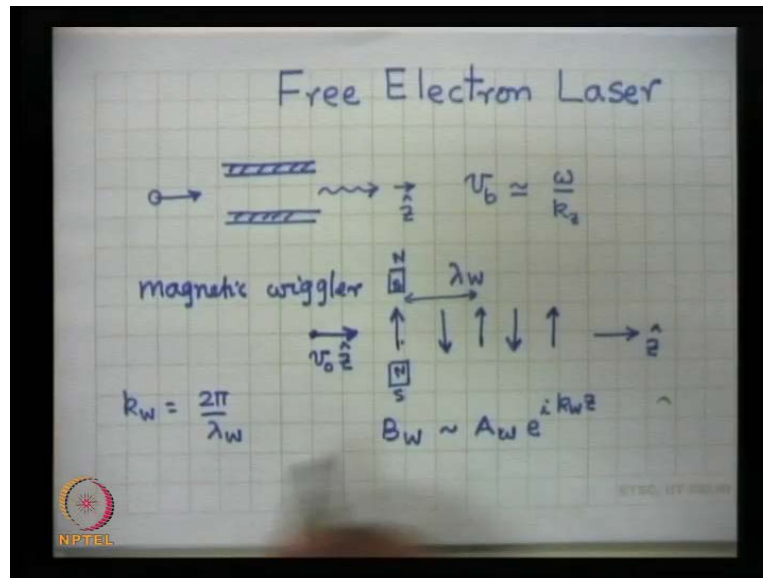 Free Electron Laser
ẑ
v_b ≃ ω/k_z
magnetic wiggler
N
S
λ_w
N
S
v_0 ẑ
ẑ
k_w = 2π/λ_w
B_w ~ A_w e^{i k_w z}
NPTEL